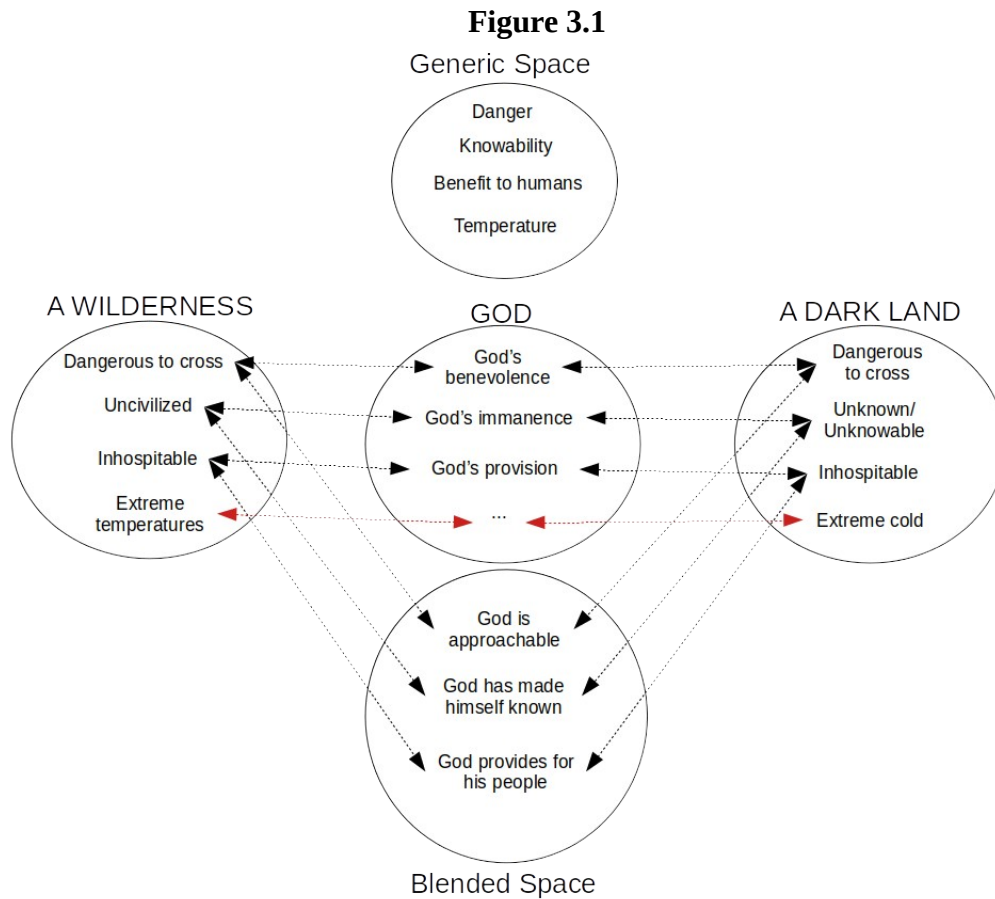 Figure 3.1
Generic Space
Danger
Knowability
Benefit to humans
Temperature
A WILDERNESS
Dangerous to cross
Uncivilized
Inhospitable
Extreme
temperatures
GOD
God's
benevolence
God's immanence
God's provision
...
A DARK LAND
Dangerous
to cross
Unknown/
Unknowable
Inhospitable
Extreme cold
God is
approachable
God has made
himself known
God provides for
his people
Blended Space